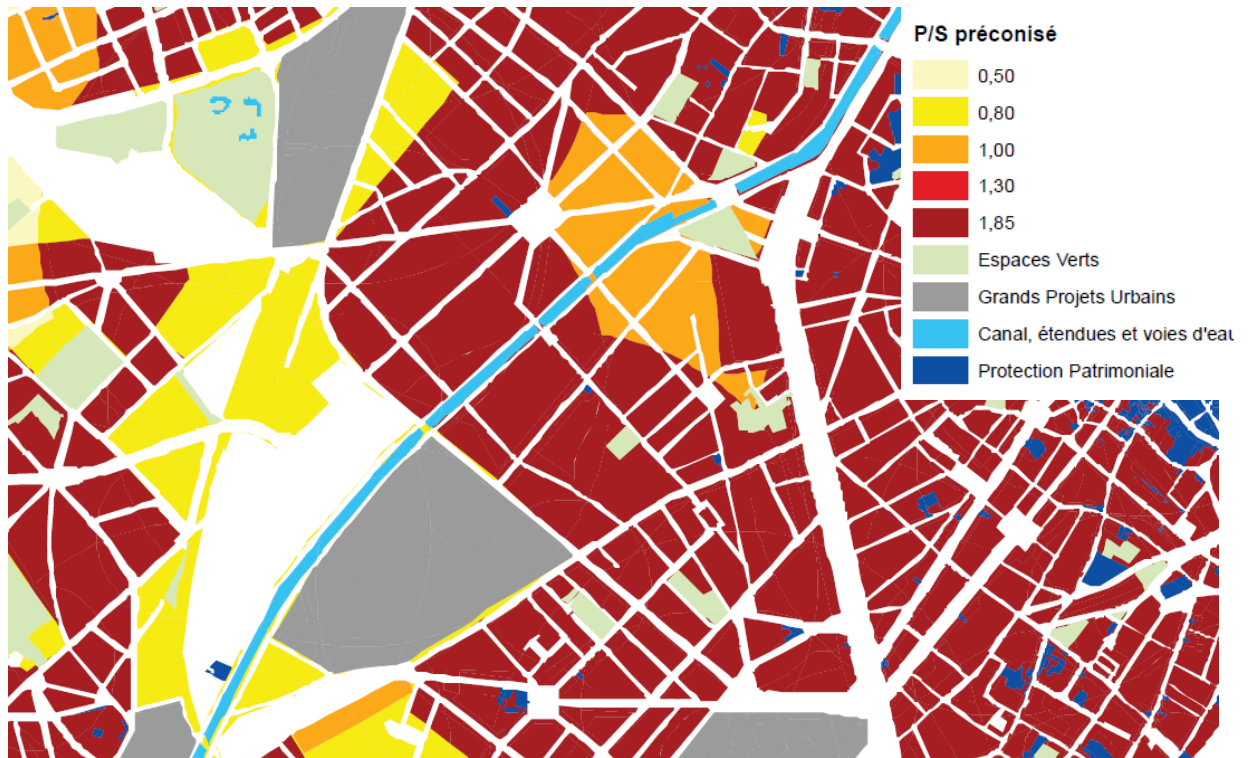 P/S préconisé
0,50
0,80
1,00
1,30
1,85
Espaces Verts
Grands Projets Urbains
Canal, étendues et voies d'eau
Protection Patrimoniale